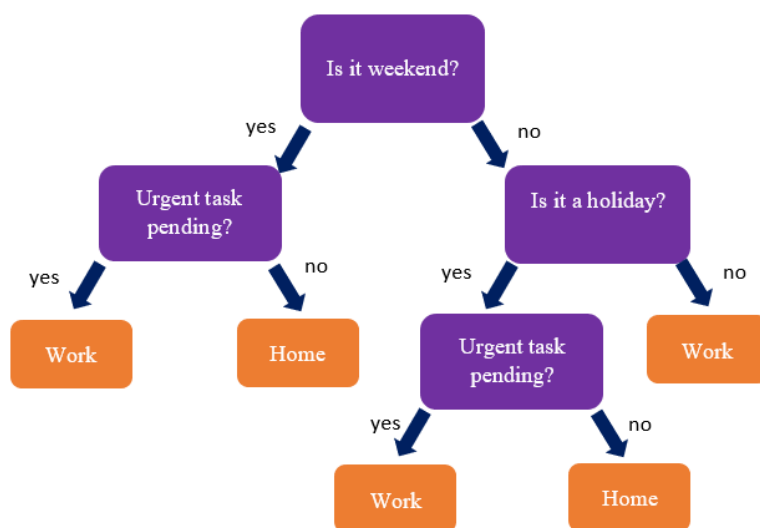 Is it weekend?
yes
no
Urgent task
pending?
Is it a holiday?
yes
no
yes
no
Work
Home
Urgent task
pending?
Work
yes
no
Work
Home